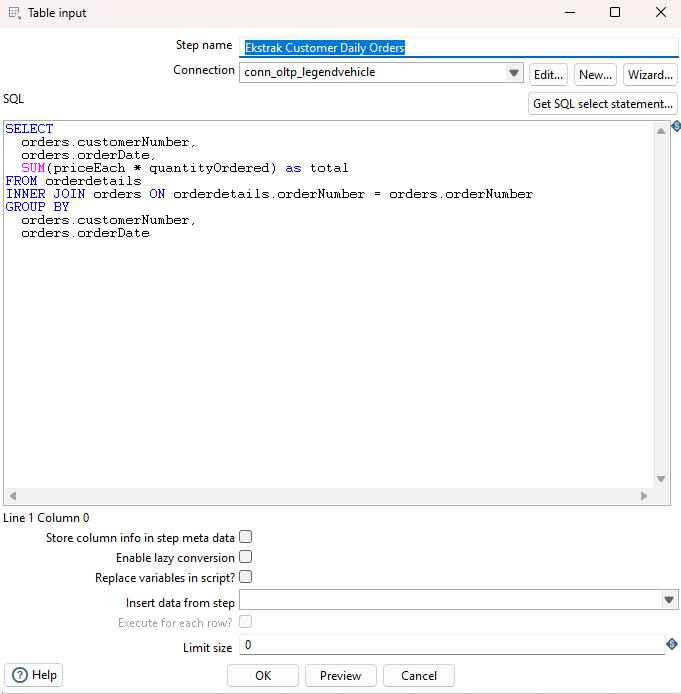 Table input
Step name Ekstrak Customer Daily Orders
Connection conn_oltp_legendvehicle Edit... New... Wizard...
SQL Get SQL select statement...
SELECT
orders.customerNumber,
orders.orderDate,
SUM(priceEach * quantityOrdered) as total
FROM orderdetails
INNER JOIN orders ON orderdetails.orderNumber = orders.orderNumber
GROUP BY
orders.customerNumber,
orders.orderDate
Line 1 Column 0
Store column info in step meta data
Enable lazy conversion
Replace variables in script?
Insert data from step
Execute for each row?
Limit size 0
Help OK Preview Cancel